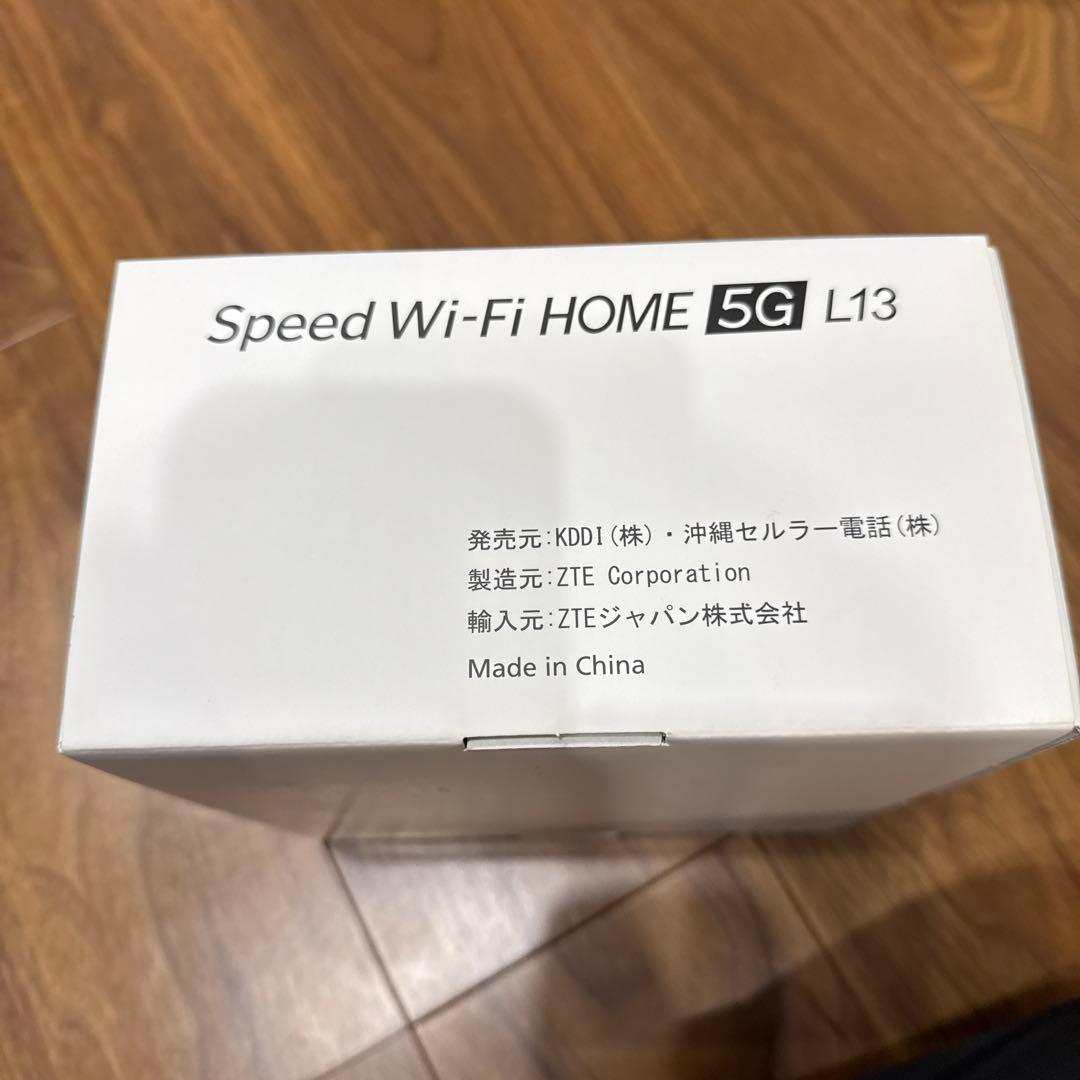 Speed Wi-Fi HOME 5G L13
発売元:KDDI(株)・沖縄セルラー電話(株)
製造元:ZTE Corporation
輸入元:ZTEジャパン株式会社
Made in China